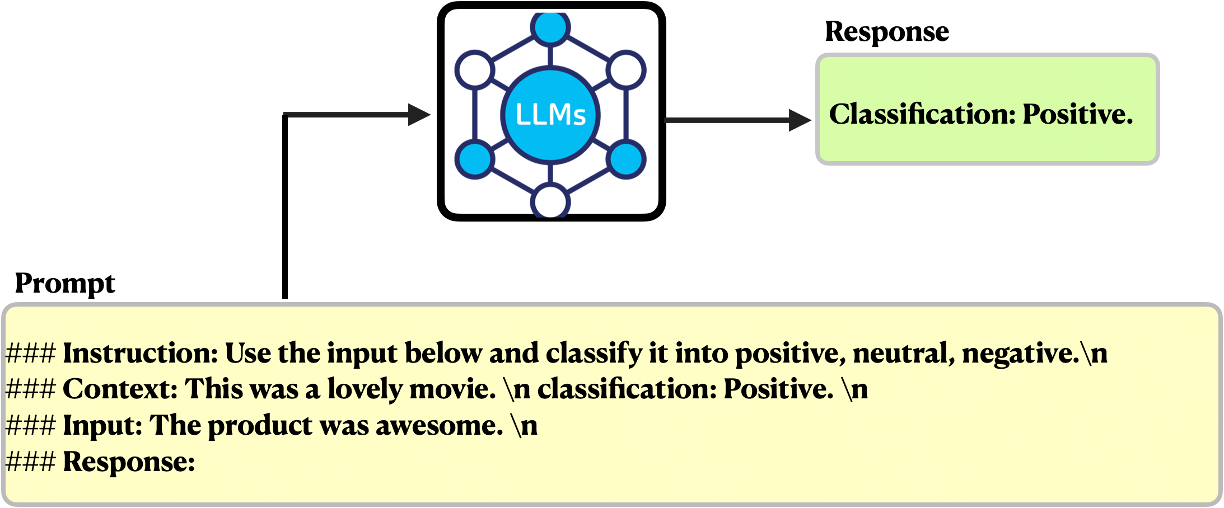 LLMs
Response
Classification: Positive.
Prompt
### Instruction: Use the input below and classify it into positive, neutral, negative.\n
### Context: This was a lovely movie. \n classification: Positive. \n
### Input: The product was awesome. \n
### Response: